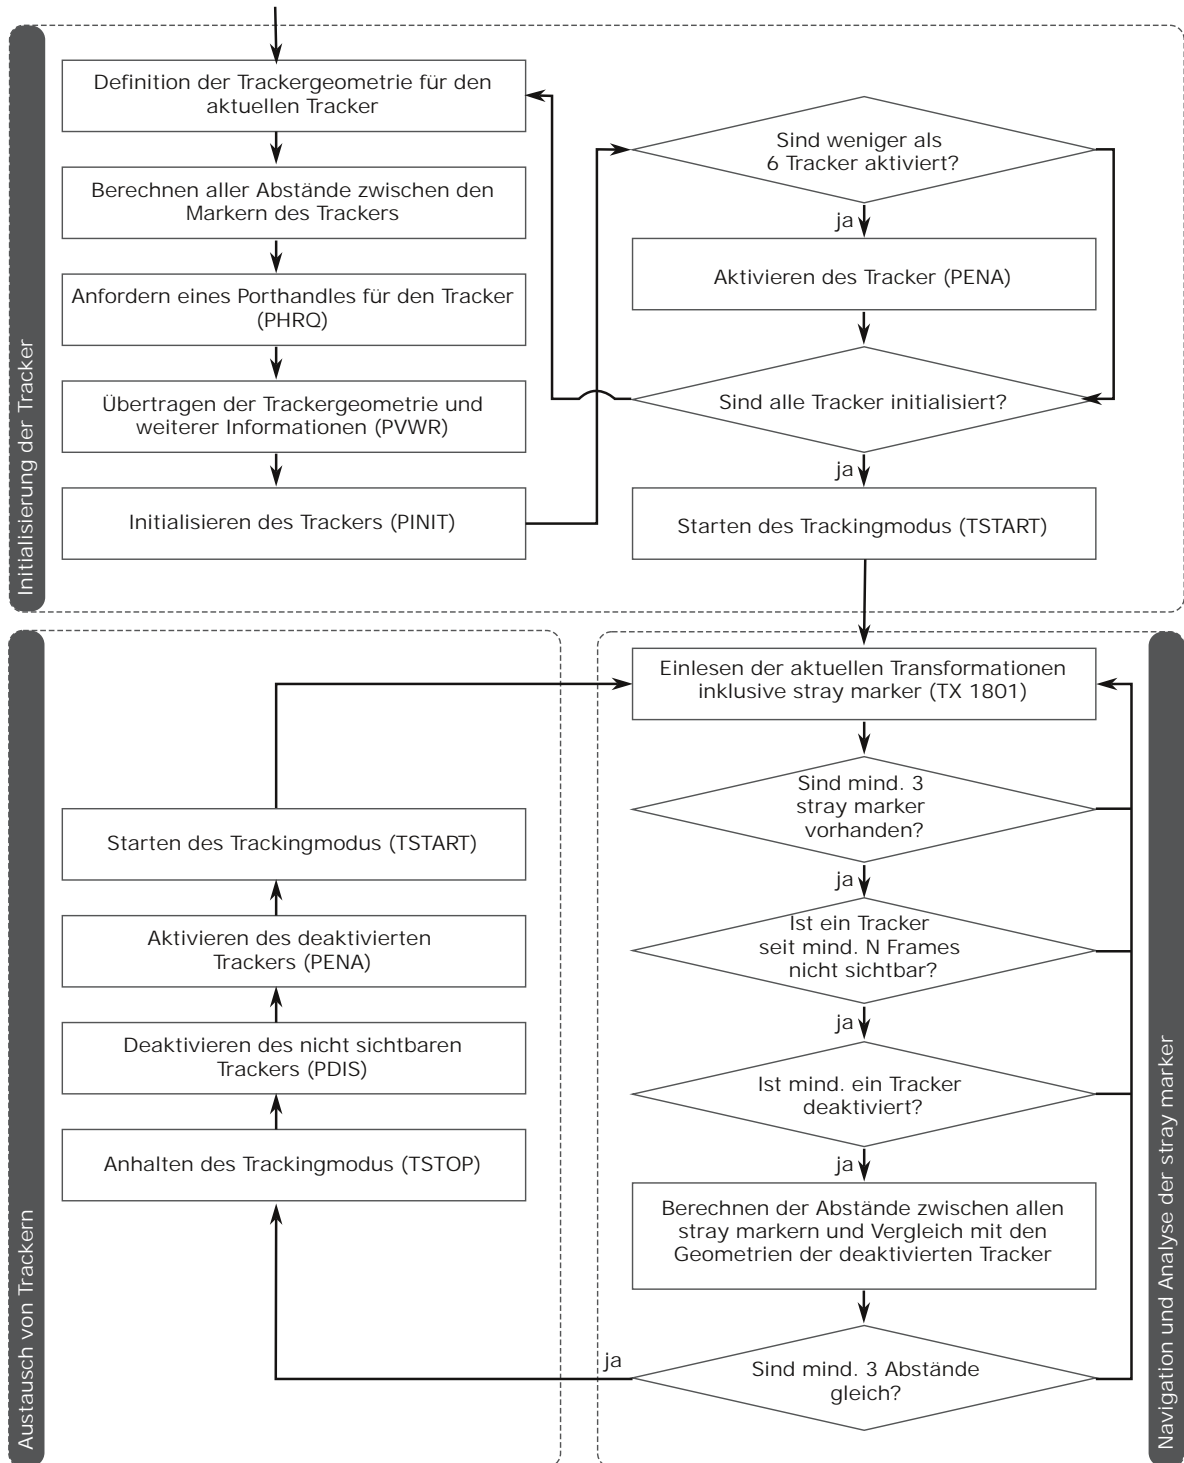 Initialisierung der Tracker
Definition der Trackergeometrie für den
aktuellen Tracker
Berechnen aller Abstände zwischen den
Markern des Trackers
Anfordern eines Porthandles für den Tracker
(PHRQ)
Übertragen der Trackergeometrie und
weiterer Informationen (PVWR)
Initialisieren des Trackers (PINIT)
Sind weniger als
6 Tracker aktiviert?
ja
Aktivieren des Tracker (PENA)
Sind alle Tracker initialisiert?
ja
Starten des Trackingmodus (TSTART)
Navigation und Analyse der stray marker
Einlesen der aktuellen Transformationen
inklusive stray marker (TX 1801)
Sind mind. 3
stray marker
vorhanden?
ja
Ist ein Tracker
seit mind. N Frames
nicht sichtbar?
ja
Ist mind. ein Tracker
deaktiviert?
ja
Berechnen der Abstände zwischen allen
stray markern und Vergleich mit den
Geometrien der deaktivierten Tracker
Sind mind. 3 Abstände
gleich?
ja
Austausch von Trackern
Starten des Trackingmodus (TSTART)
Aktivieren des deaktivierten
Trackers (PENA)
Deaktivieren des nicht sichtbaren
Trackers (PDIS)
Anhalten des Trackingmodus (TSTOP)